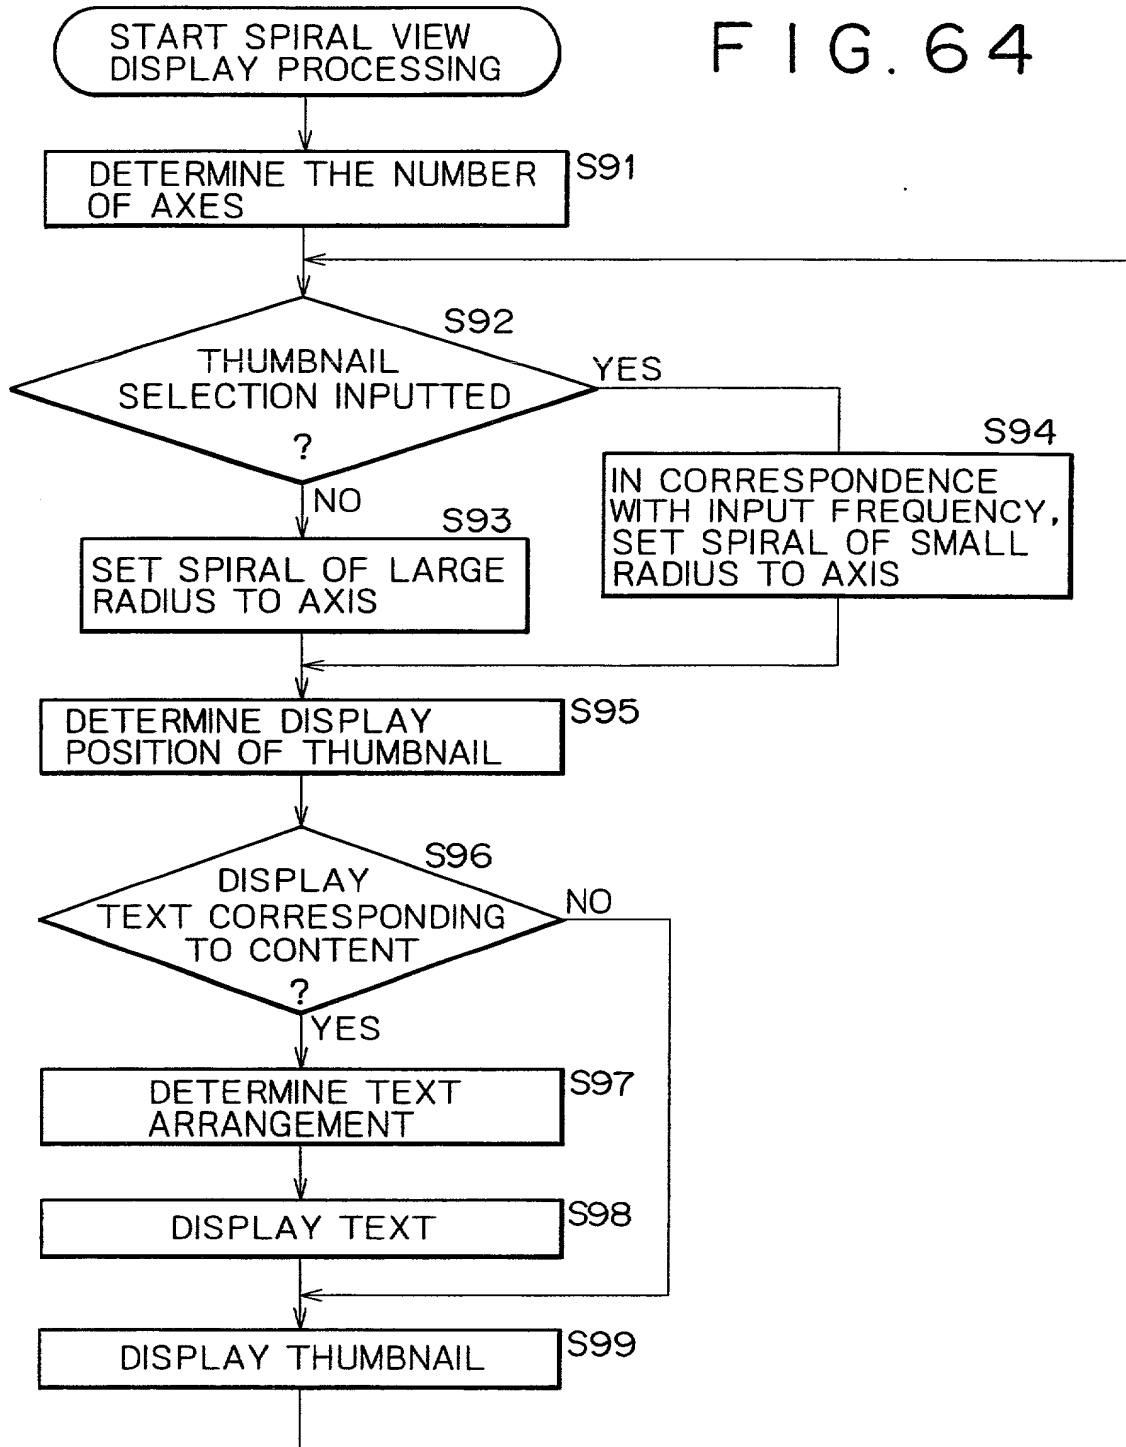 START SPIRAL VIEW
DISPLAY PROCESSING
F I G. 64
DETERMINE THE NUMBER
OF AXES
S91
S92
THUMBNAIL
SELECTION INPUTTED
?
YES
NO
S94
IN CORRESPONDENCE
WITH INPUT FREQUENCY,
SET SPIRAL OF SMALL
RADIUS TO AXIS
S93
SET SPIRAL OF LARGE
RADIUS TO AXIS
DETERMINE DISPLAY
POSITION OF THUMBNAIL
S95
S96
DISPLAY
TEXT CORRESPONDING
TO CONTENT
?
NO
YES
DETERMINE TEXT
ARRANGEMENT
S97
DISPLAY TEXT
S98
DISPLAY THUMBNAIL
S99